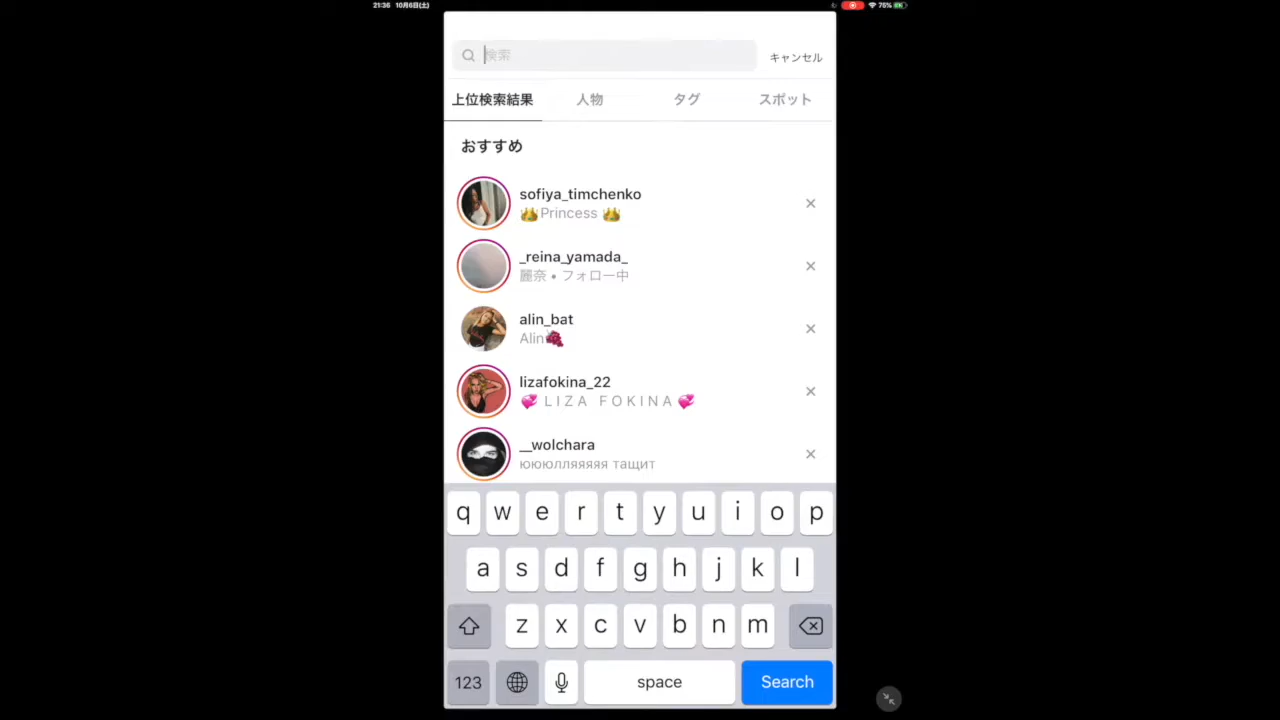 21:36 10月6日(土)
75%
検索
キャンセル
上位検索結果 人物 タグ スポット
おすすめ
sofiya_timchenko
👑Princess 👑
_reina_yamada_
麗奈 • フォロー中
alin_bat
Alin🍇
lizafokina_22
💞 L I Z A F O K I N A 💞
__wolchara
юююлляяяяя тащит
q w e r t y u i o p
a s d f g h j k l
z x c v b n m
123 space Search